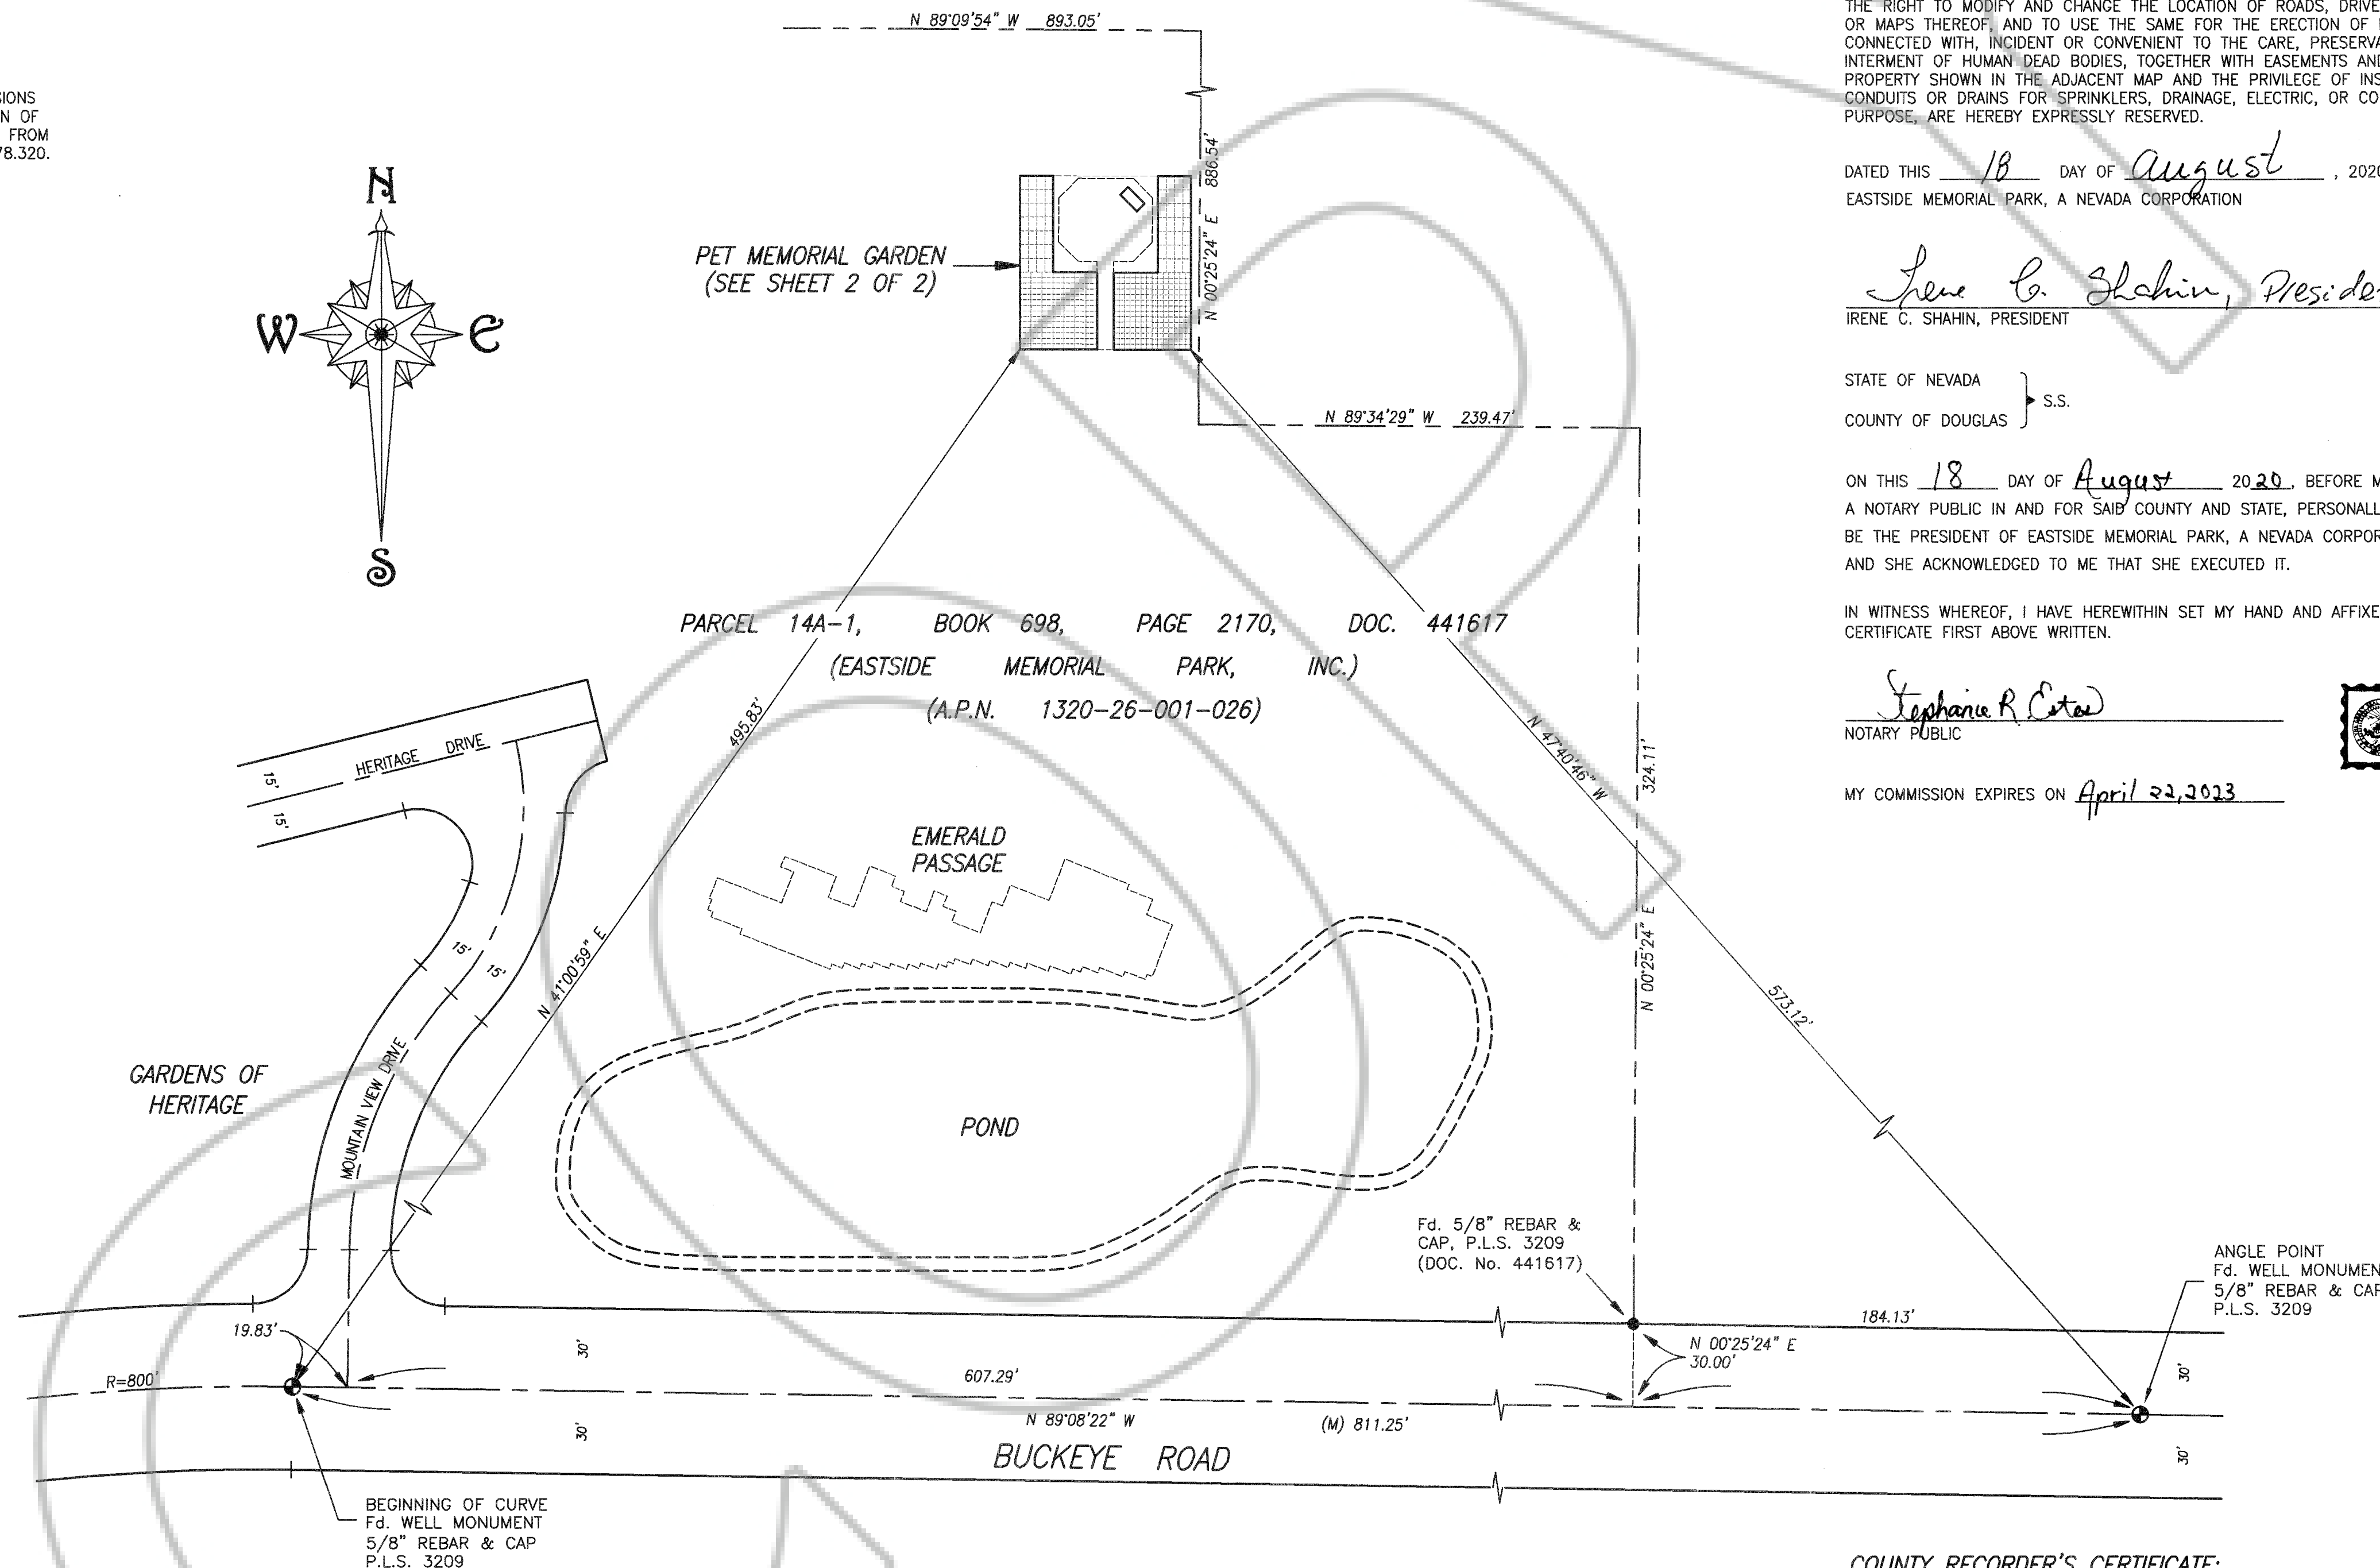 SIONS
N OF
FROM
78.320.
N
W
E
S
N 89°09'54" W 893.05'
886.54'
N 00°25'24" E
PET MEMORIAL GARDEN
(SEE SHEET 2 OF 2)
N 89°34'29" W 239.47'
PARCEL 14A-1, BOOK 698, PAGE 2170, DOC. 441617
(EASTSIDE MEMORIAL PARK, INC.)
(A.P.N. 1320-26-001-026)
495.83'
N 41°00'59" E
N 47°40'46" W
573.12'
324.11'
N 00°25'24" E
HERITAGE DRIVE
15'
15'
EMERALD
PASSAGE
15'
15'
MOUNTAIN VIEW DRIVE
GARDENS OF
HERITAGE
POND
Fd. 5/8" REBAR &
CAP, P.L.S. 3209
(DOC. No. 441617)
ANGLE POINT
Fd. WELL MONUMEN
5/8" REBAR & CAP
P.L.S. 3209
19.83'
184.13'
N 00°25'24" E
30.00'
30'
30'
R=800'
607.29'
N 89°08'22" W
(M) 811.25'
30'
30'
BUCKEYE ROAD
BEGINNING OF CURVE
Fd. WELL MONUMENT
5/8" REBAR & CAP
P.L.S. 3209
THE RIGHT TO MODIFY AND CHANGE THE LOCATION OF ROADS, DRIVE
OR MAPS THEREOF, AND TO USE THE SAME FOR THE ERECTION OF
CONNECTED WITH, INCIDENT OR CONVENIENT TO THE CARE, PRESERVA
INTERMENT OF HUMAN DEAD BODIES, TOGETHER WITH EASEMENTS AND
PROPERTY SHOWN IN THE ADJACENT MAP AND THE PRIVILEGE OF INS
CONDUITS OR DRAINS FOR SPRINKLERS, DRAINAGE, ELECTRIC, OR CO
PURPOSE, ARE HEREBY EXPRESSLY RESERVED.
DATED THIS 18 DAY OF August, 2020
EASTSIDE MEMORIAL PARK, A NEVADA CORPORATION
Irene C. Shahin, Preside
IRENE C. SHAHIN, PRESIDENT
STATE OF NEVADA
S.S.
COUNTY OF DOUGLAS
ON THIS 18 DAY OF August 2020, BEFORE M
A NOTARY PUBLIC IN AND FOR SAID COUNTY AND STATE, PERSONALL
BE THE PRESIDENT OF EASTSIDE MEMORIAL PARK, A NEVADA CORPOR
AND SHE ACKNOWLEDGED TO ME THAT SHE EXECUTED IT.
IN WITNESS WHEREOF, I HAVE HEREWITHIN SET MY HAND AND AFFIXE
CERTIFICATE FIRST ABOVE WRITTEN.
Stephanie R. Estes
NOTARY PUBLIC
MY COMMISSION EXPIRES ON April 22, 2023
COUNTY RECORDER'S CERTIFICATE: